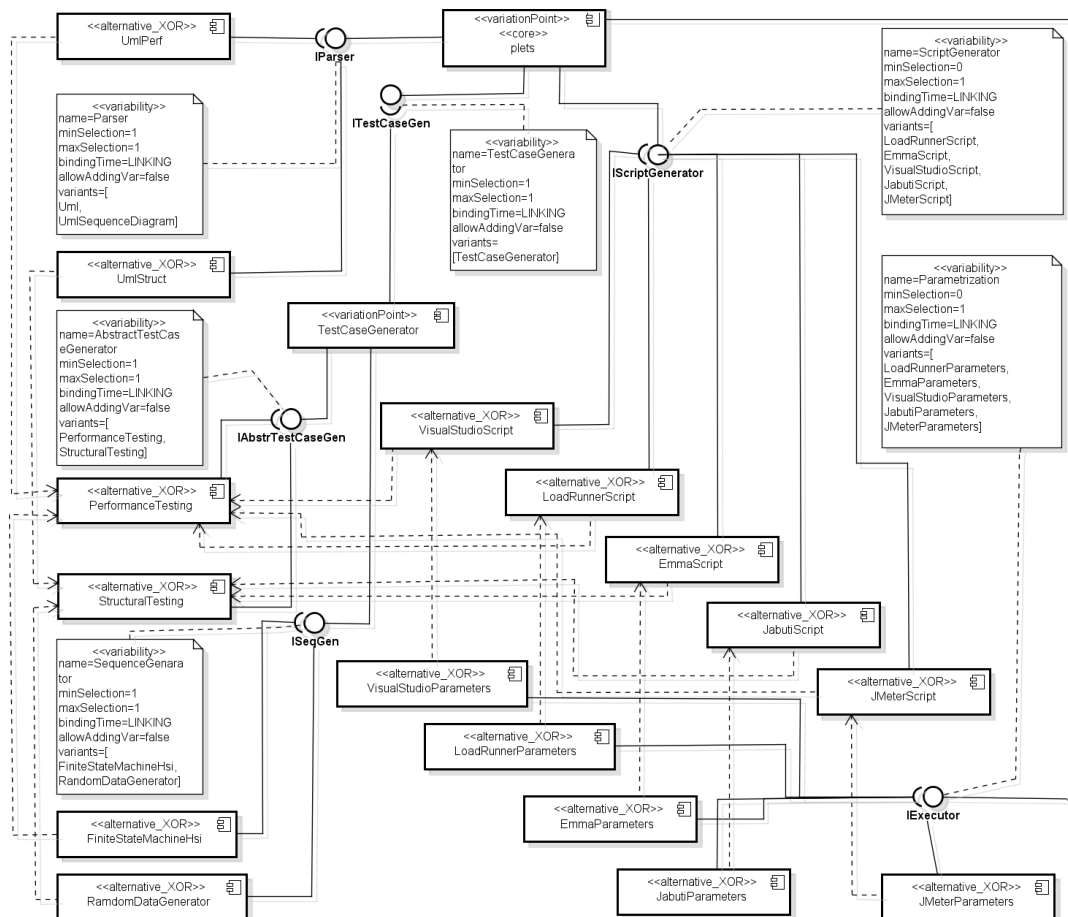 <<alternative_XOR>>
UmlPerf
IParser
<<variationPoint>>
<<core>>
plets
<<variability>>
name=ScriptGenerator
minSelection=0
maxSelection=1
bindingTime=LINKING
allowAddingVar=false
variants=[
LoadRunnerScript,
EmmaScript,
VisualStudioScript,
JabutiScript,
JMeterScript]
<<variability>>
name=Parser
minSelection=1
maxSelection=1
bindingTime=LINKING
allowAddingVar=false
variants=[
Uml,
UmlSequenceDiagram]
ITestCaseGen
<<variability>>
name=TestCaseGenera
tor
minSelection=1
maxSelection=1
bindingTime=LINKING
allowAddingVar=false
variants=
[TestCaseGenerator]
IScriptGenerator
<<alternative_XOR>>
UmlStruct
<<variability>>
name=Parametrization
minSelection=0
maxSelection=1
bindingTime=LINKING
allowAddingVar=false
variants=[
LoadRunnerParameters,
EmmaParameters,
VisualStudioParameters,
JabutiParameters,
JMeterParameters]
<<variationPoint>>
TestCaseGenerator
<<variability>>
name=AbstractTestCas
eGenerator
minSelection=1
maxSelection=1
bindingTime=LINKING
allowAddingVar=false
variants=[
PerformanceTesting,
StructuralTesting]
IAbstrTestCaseGen
<<alternative_XOR>>
VisualStudioScript
<<alternative_XOR>>
PerformanceTesting
<<alternative_XOR>>
LoadRunnerScript
<<alternative_XOR>>
EmmaScript
<<alternative_XOR>>
StructuralTesting
<<alternative_XOR>>
JabutiScript
ISeqGen
<<variability>>
name=SequenceGenara
tor
minSelection=1
maxSelection=1
bindingTime=LINKING
allowAddingVar=false
variants=[
FiniteStateMachineHsi,
RandomDataGenerator]
<<alternative_XOR>>
VisualStudioParameters
<<alternative_XOR>>
JMeterScript
<<alternative_XOR>>
LoadRunnerParameters
<<alternative_XOR>>
EmmaParameters
IExecutor
<<alternative_XOR>>
FiniteStateMachineHsi
<<alternative_XOR>>
RamdomDataGenerator
<<alternative_XOR>>
JabutiParameters
<<alternative_XOR>>
JMeterParameters